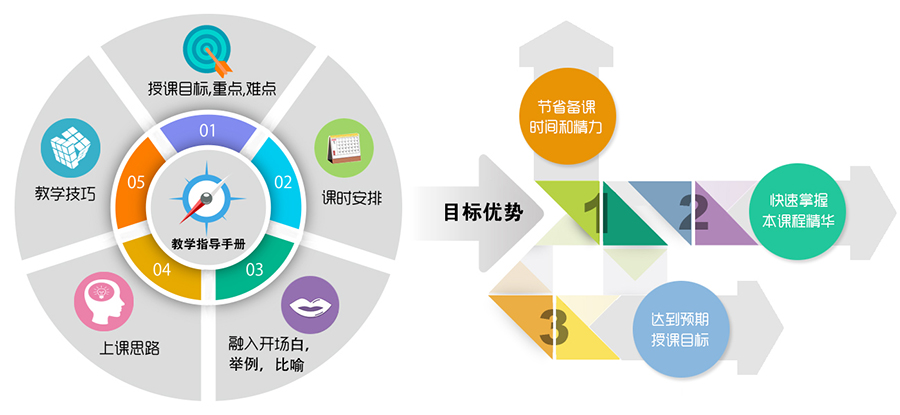 授课目标,重点,难点
01
课时安排
02
融入开场白,
举例, 比喻
03
上课思路
04
教学技巧
05
教学指导手册
目标优势
节省备课
时间和精力
1
2
快速掌握
本课程精华
3
达到预期
授课目标